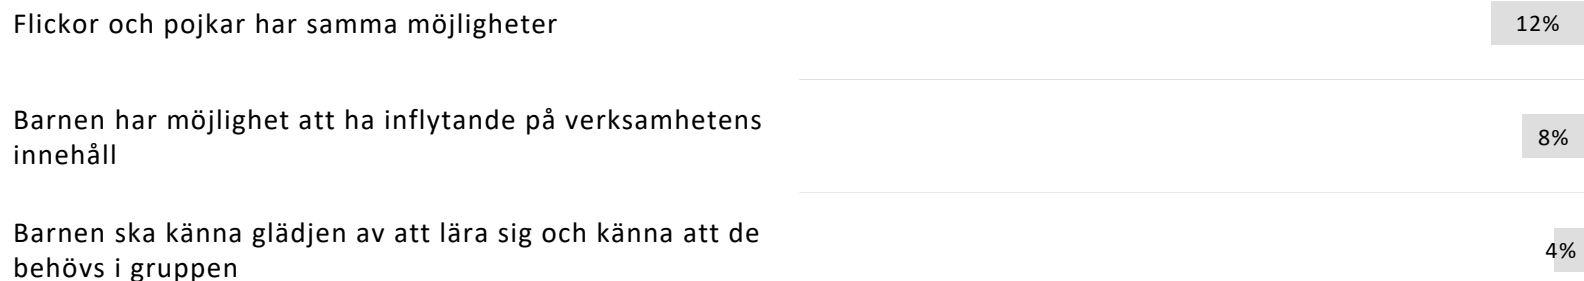 Flickor och pojkar har samma möjligheter
12%
Barnen har möjlighet att ha inflytande på verksamhetens
innehåll
8%
Barnen ska känna glädjen av att lära sig och känna att de
behövs i gruppen
4%